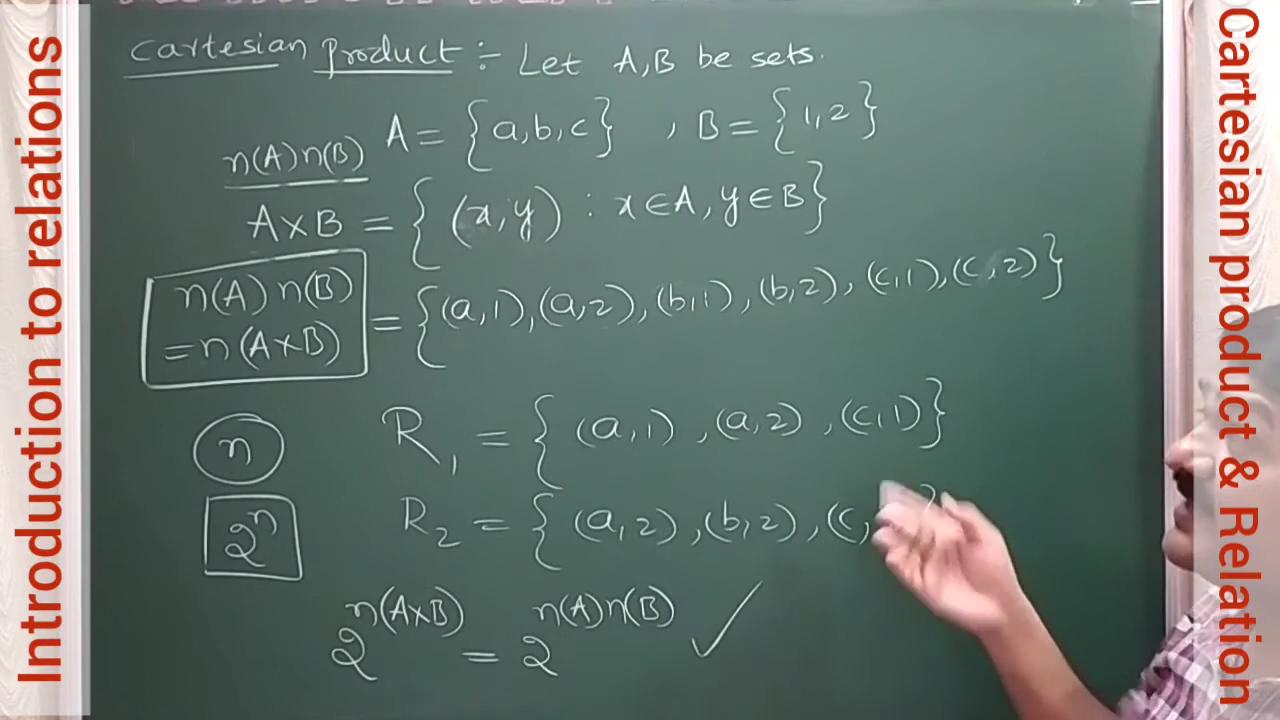 Introduction to relations
Cartesian Product :- Let A,B be sets.
A = {a,b,c} , B = {1,2}
n(A)n(B)
A×B = {(x,y) : x∈A, y∈B}
n(A)n(B)
=n(A×B)
= {(a,1),(a,2),(b,1),(b,2),(c,1),(c,2)}
n
R₁ = {(a,1),(a,2),(c,1)}
2ⁿ
R₂ = {(a,2),(b,2),(c,
2^n(A×B) = 2^n(A)n(B) ✓
Cartesian product & Relation